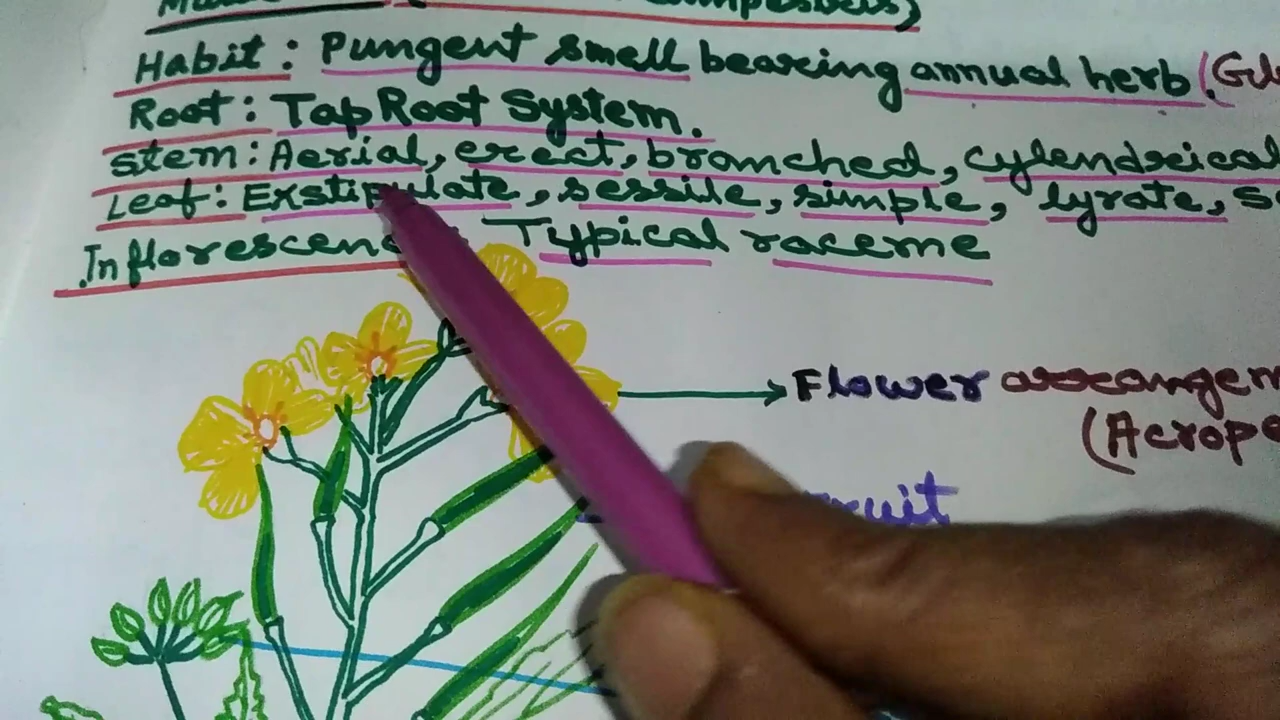 Habit: Pungent smell bearing annual herb
Root: Tap Root System.
Stem: Aerial, erect, branched, cylendrical
Leaf: Exstipulate, sessile, simple, lyrate,
Typical raceme
Flower